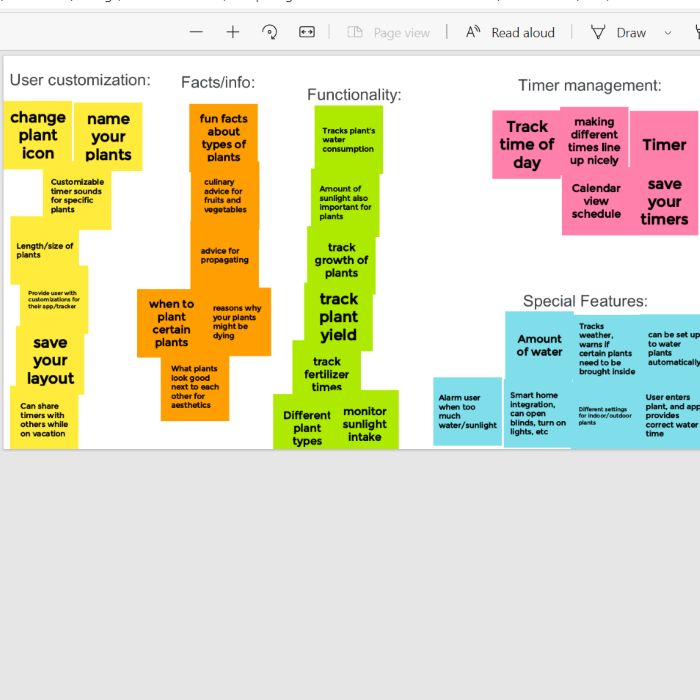 Page view
Read aloud
Draw
User customization:
change
plant
icon
name
your
plants
Customizable
timer sounds
for specific
plants
Length/size of
plants
Provide user with
customizations for
their app/tracker
save
your
layout
Can share
timers with
others while
on vacation
Facts/info:
fun facts
about
types of
plants
culinary
advice for
fruits and
vegetables
advice for
propagating
when to
plant
certain
plants
reasons why
your plants
might be
dying
What plants
look good
next to each
other for
aesthetics
Functionality:
Tracks plant's
water
consumption
Amount of
sunlight also
important for
plants
track
growth of
plants
track
plant
yield
track
fertilizer
times
Different
plant
types
monitor
sunlight
intake
Timer management:
Track
time of
day
making
different
times line
up nicely
Timer
Calendar
view
schedule
save
your
timers
Special Features:
Amount
of water
Tracks
weather,
warns if
certain plants
need to be
brought inside
can be set up
to water
plants
automatically
Alarm user
when too
much
water/sunlight
Smart home
integration,
can open
blinds, turn on
lights, etc
Different settings
for indoor/outdoor
plants
User enters
plant, and app
provides
correct water
time